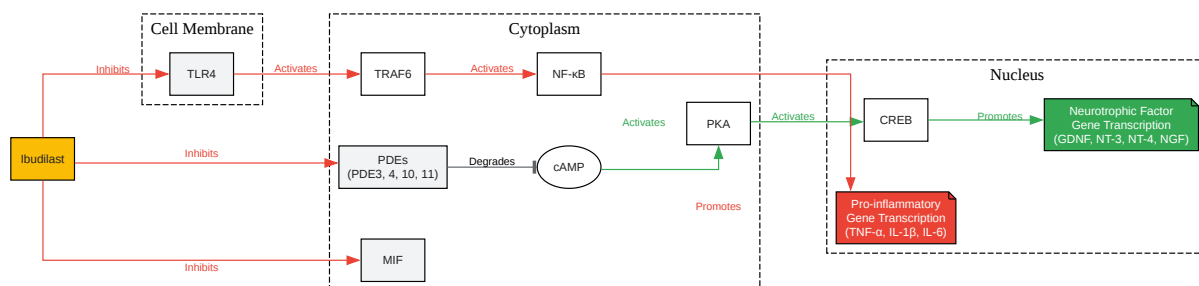 Cell Membrane
Cytoplasm
Nucleus
Inhibits
TLR4
Activates
TRAF6
Activates
NF-κB
Activates
PKA
Activates
CREB
Promotes
Neurotrophic Factor
Gene Transcription
(GDNF, NT-3, NT-4, NGF)
Ibudilast
Inhibits
PDEs
(PDE3, 4, 10, 11)
Degrades
cAMP
Promotes
Pro-inflammatory
Gene Transcription
(TNF-α, IL-1β, IL-6)
Inhibits
MIF